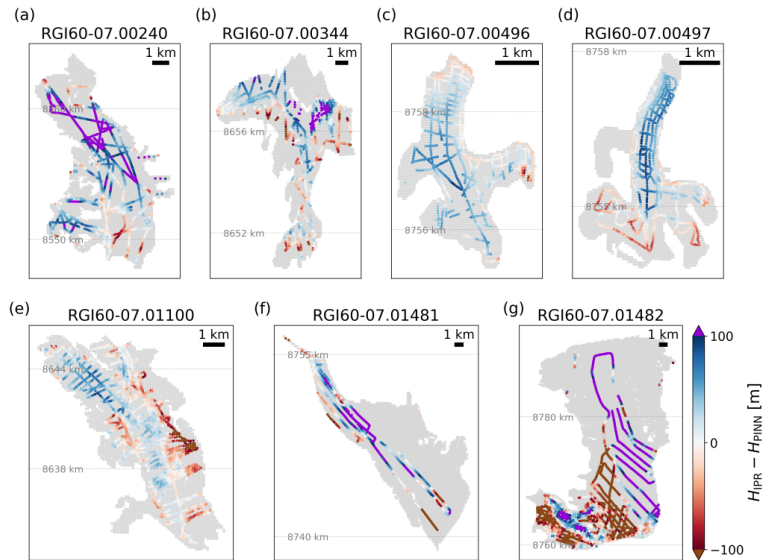 (a)
RGI60-07.00240
1 km
8550 km
(b)
RGI60-07.00344
1 km
8656 km
8652 km
(c)
RGI60-07.00496
1 km
8758 km
8756 km
(d)
RGI60-07.00497
1 km
8758 km
8755 km
(e)
RGI60-07.01100
1 km
8644 km
8638 km
(f)
RGI60-07.01481
1 km
8755 km
8740 km
(g)
RGI60-07.01482
1 km
8780 km
8760 km
100
0
−100
H_IPR − H_PINN [m]